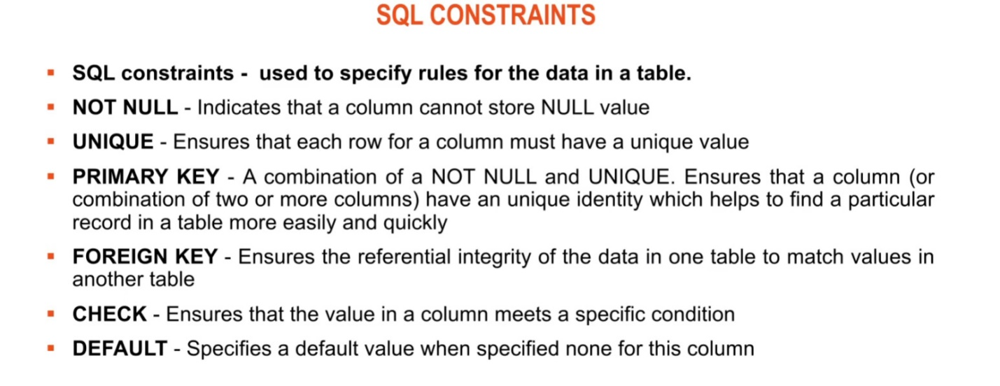 SQL CONSTRAINTS
▪ SQL constraints - used to specify rules for the data in a table.
▪ NOT NULL - Indicates that a column cannot store NULL value
▪ UNIQUE - Ensures that each row for a column must have a unique value
▪ PRIMARY KEY - A combination of a NOT NULL and UNIQUE. Ensures that a column (or
combination of two or more columns) have an unique identity which helps to find a particular
record in a table more easily and quickly
▪ FOREIGN KEY - Ensures the referential integrity of the data in one table to match values in
another table
▪ CHECK - Ensures that the value in a column meets a specific condition
▪ DEFAULT - Specifies a default value when specified none for this column